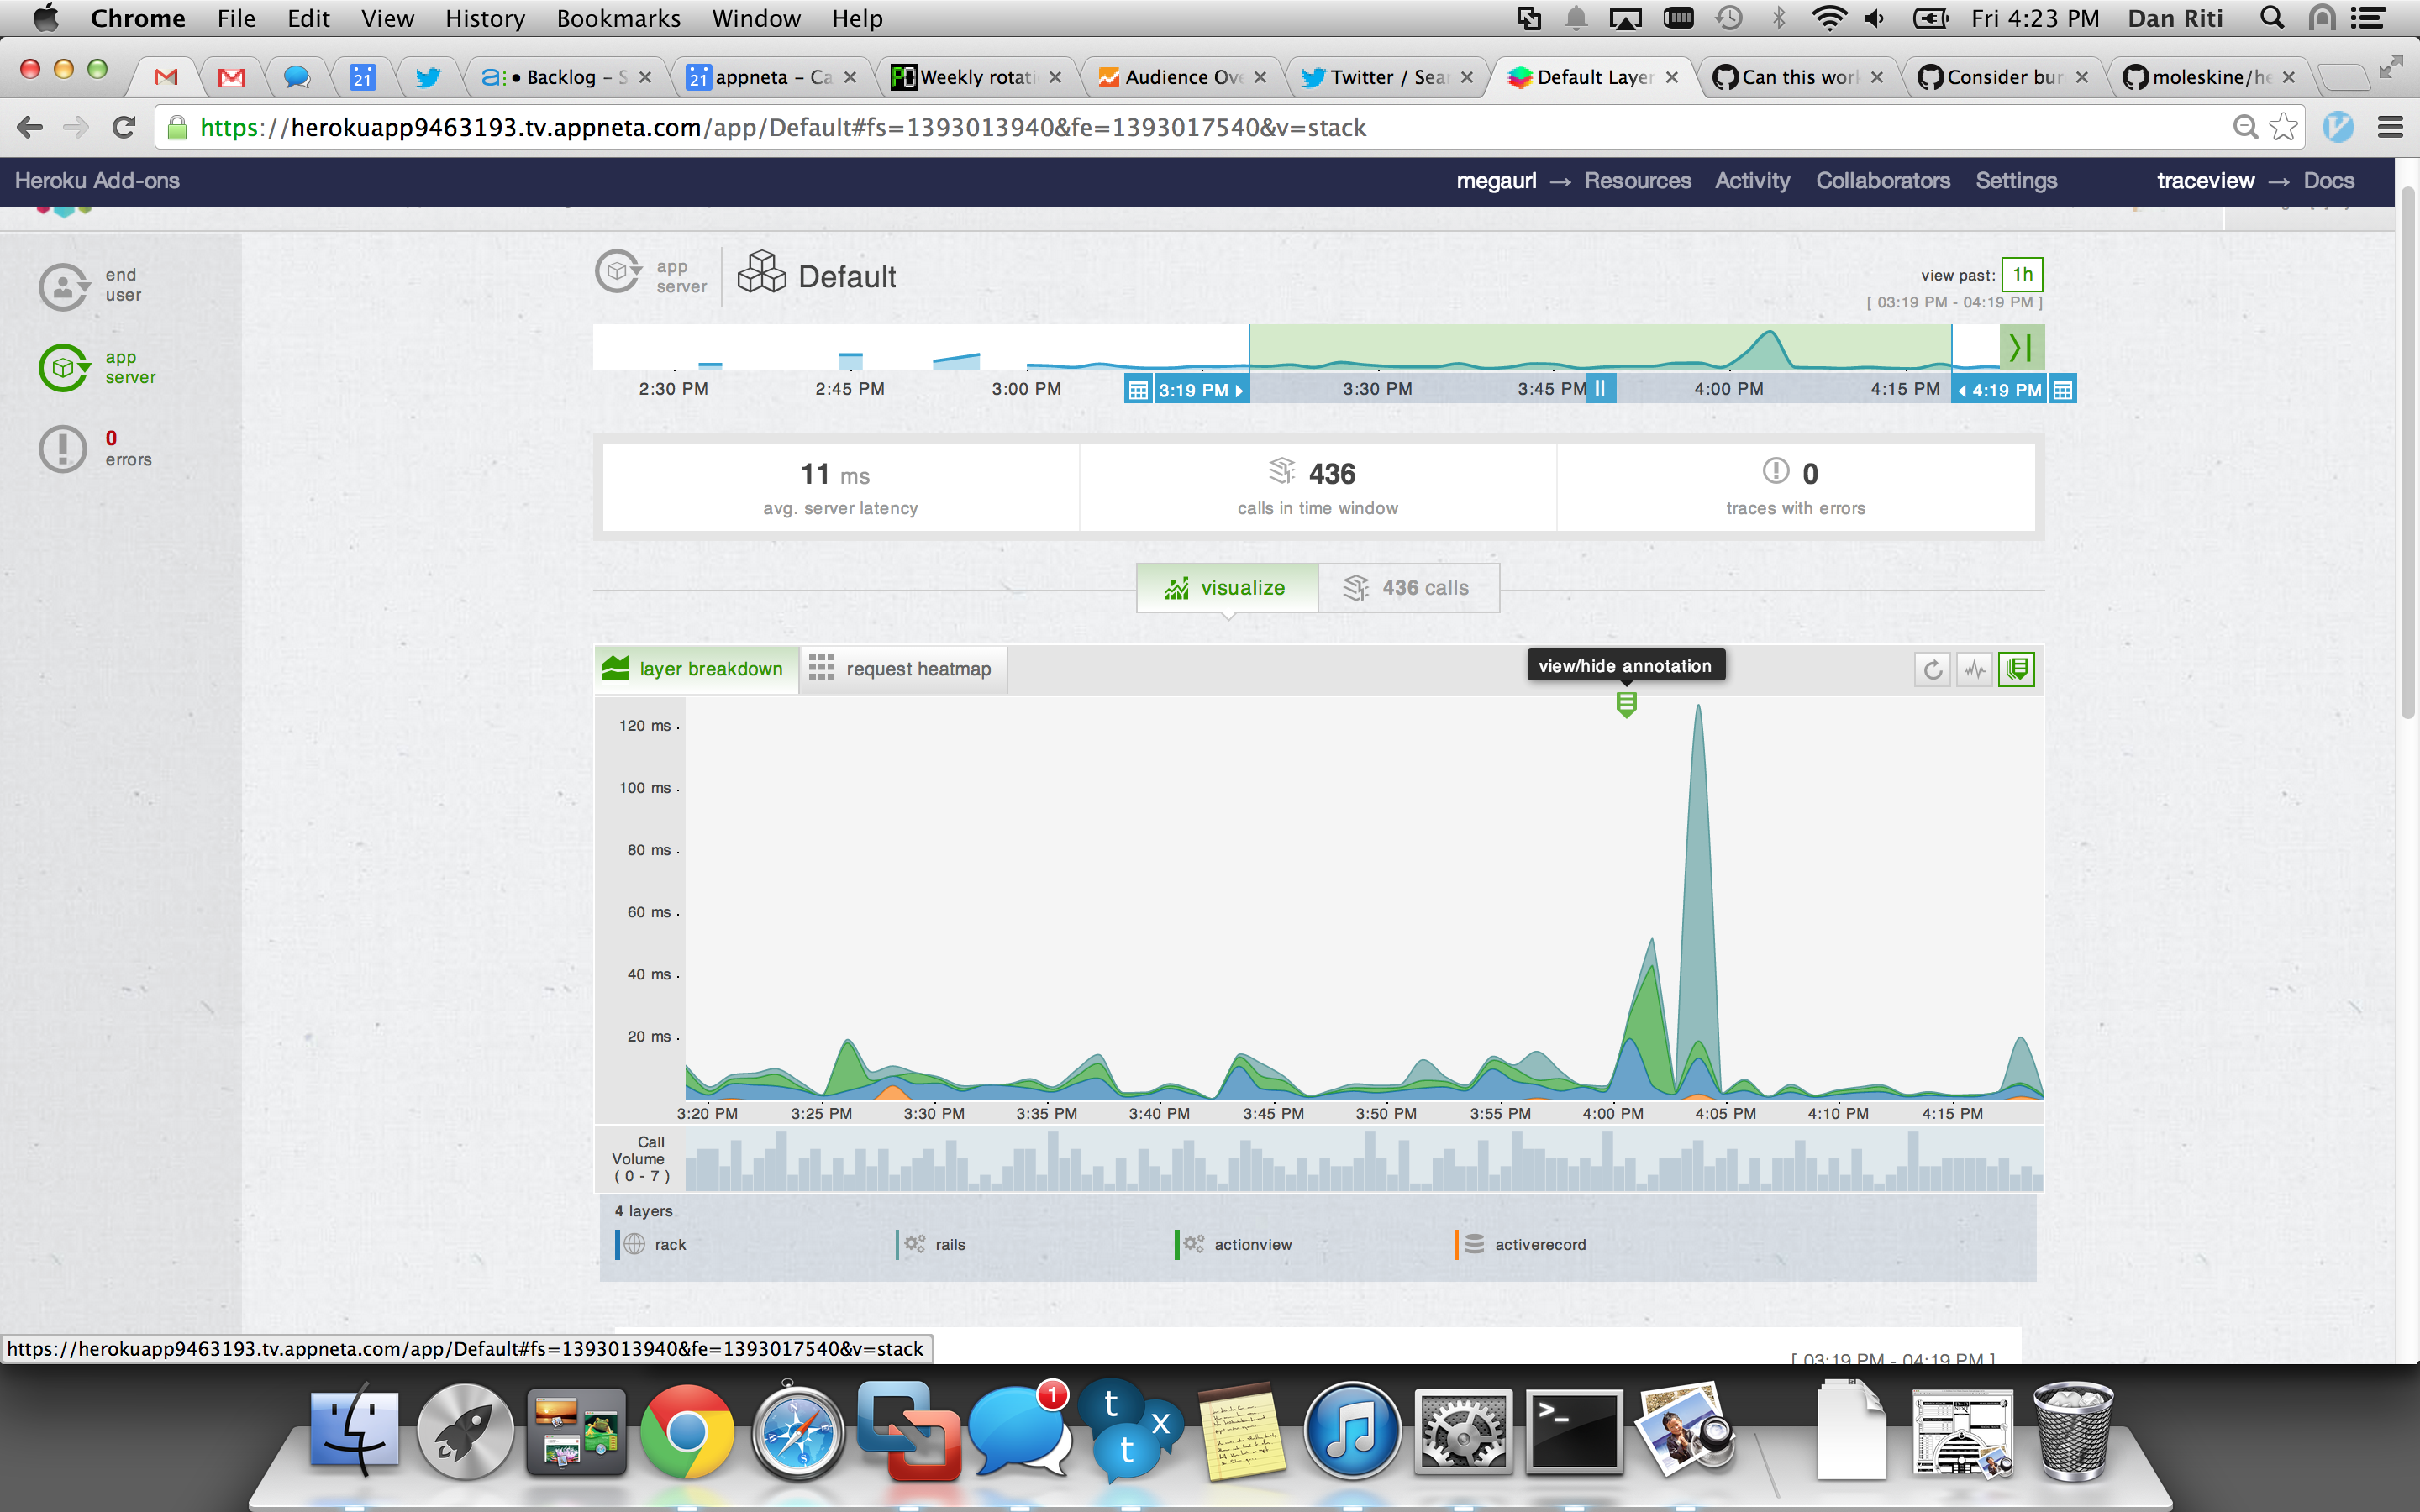 Chrome File Edit View History Bookmarks Window Help Fri 4:23 PM Dan Riti
21 a: • Backlog – S 21 appneta – Ca Weekly rotati Audience Ove Twitter / Sear Default Layer Can this work Consider bur moleskine/he
https://herokuapp9463193.tv.appneta.com/app/Default#fs=1393013940&fe=1393017540&v=stack
Heroku Add-ons megaurl → Resources Activity Collaborators Settings traceview → Docs
end
user
app
server
0
errors
app
server
Default
view past: 1h
[ 03:19 PM - 04:19 PM ]
2:30 PM 2:45 PM 3:00 PM 3:19 PM 3:30 PM 3:45 PM 4:00 PM 4:15 PM 4:19 PM
11 ms
avg. server latency
436
calls in time window
0
traces with errors
visualize 436 calls
layer breakdown request heatmap
view/hide annotation
120 ms
100 ms
80 ms
60 ms
40 ms
20 ms
3:20 PM 3:25 PM 3:30 PM 3:35 PM 3:40 PM 3:45 PM 3:50 PM 3:55 PM 4:00 PM 4:05 PM 4:10 PM 4:15 PM
Call
Volume
( 0 - 7 )
4 layers
rack rails actionview activerecord
https://herokuapp9463193.tv.appneta.com/app/Default#fs=1393013940&fe=1393017540&v=stack
[ 03:19 PM - 04:19 PM ]
1
t
x
t
>_